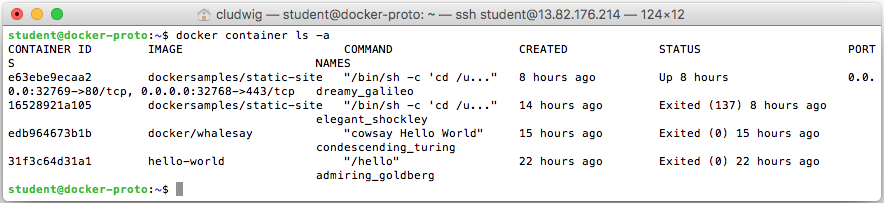 cludwig — student@docker-proto: ~ — ssh student@13.82.176.214 — 124×12
student@docker-proto:~$ docker container ls -a
CONTAINER ID        IMAGE                       COMMAND                  CREATED             STATUS                     PORT
S                                           NAMES
e63ebe9ecaa2        dockersamples/static-site   "/bin/sh -c 'cd /u..."   8 hours ago         Up 8 hours                 0.0.
0.0:32769->80/tcp, 0.0.0.0:32768->443/tcp   dreamy_galileo
16528921a105        dockersamples/static-site   "/bin/sh -c 'cd /u..."   14 hours ago        Exited (137) 8 hours ago
                                            elegant_shockley
edb964673b1b        docker/whalesay             "cowsay Hello World"     15 hours ago        Exited (0) 15 hours ago
                                            condescending_turing
31f3c64d31a1        hello-world                 "/hello"                 22 hours ago        Exited (0) 22 hours ago
                                            admiring_goldberg
student@docker-proto:~$